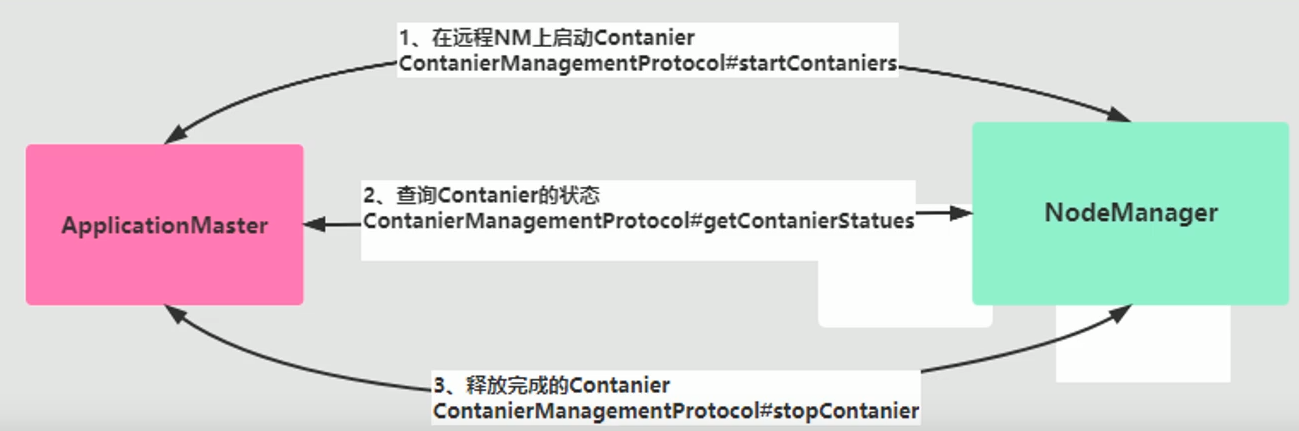 1、在远程NM上启动Contanier
ContanierManagementProtocol#startContaniers
2、查询Contanier的状态
ContanierManagementProtocol#getContanierStatues
ApplicationMaster
NodeManager
3、释放完成的Contanier
ContanierManagementProtocol#stopContanier